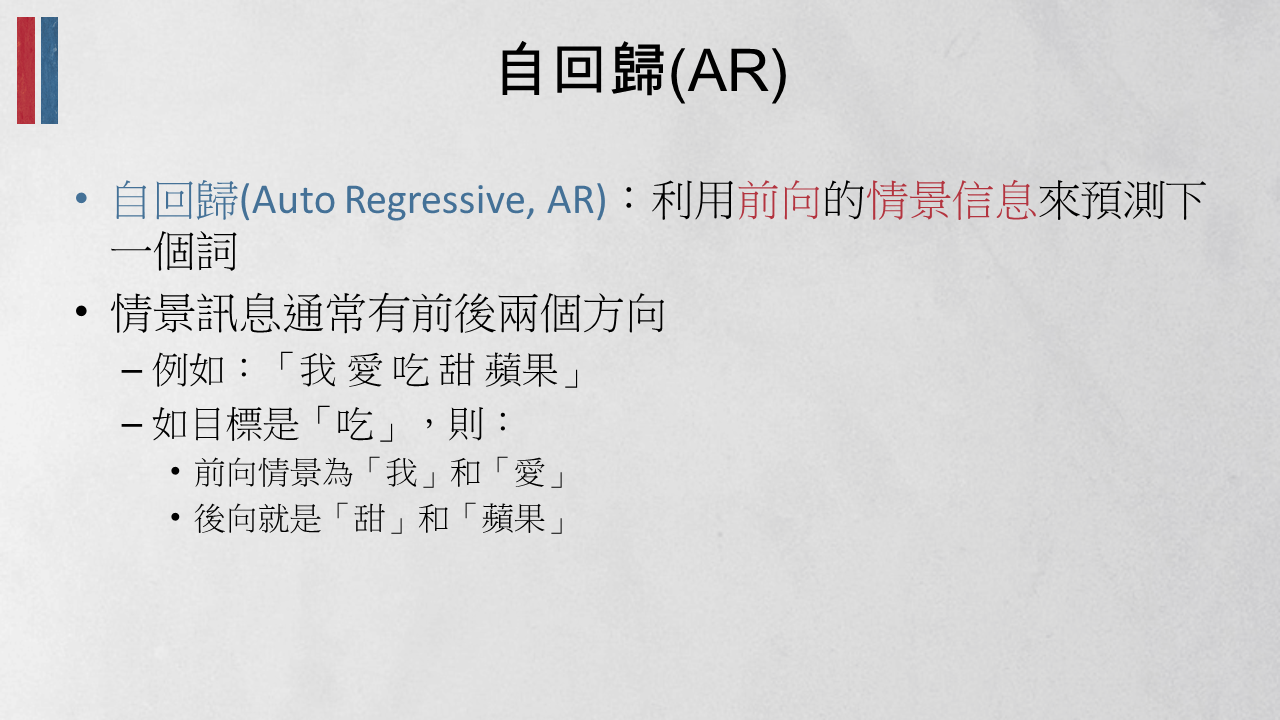 自回歸(AR)
• 自回歸(Auto Regressive, AR)：利用前向的情景信息來預測下
一個詞
• 情景訊息通常有前後兩個方向
– 例如：「我 愛 吃 甜 蘋果」
– 如目標是「吃」，則：
• 前向情景為「我」和「愛」
• 後向就是「甜」和「蘋果」